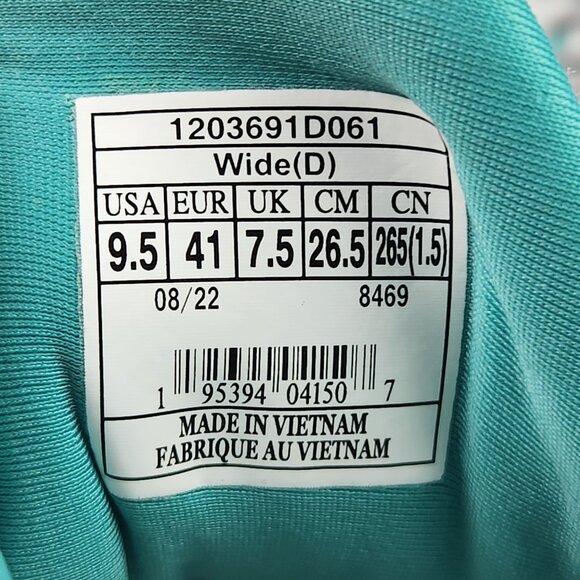 1203691D061
Wide(D)
USA EUR UK CM CN
9.5 41 7.5 26.5 265(1.5)
08/22 8469
1 95394 04150 7
MADE IN VIETNAM
FABRIQUE AU VIETNAM